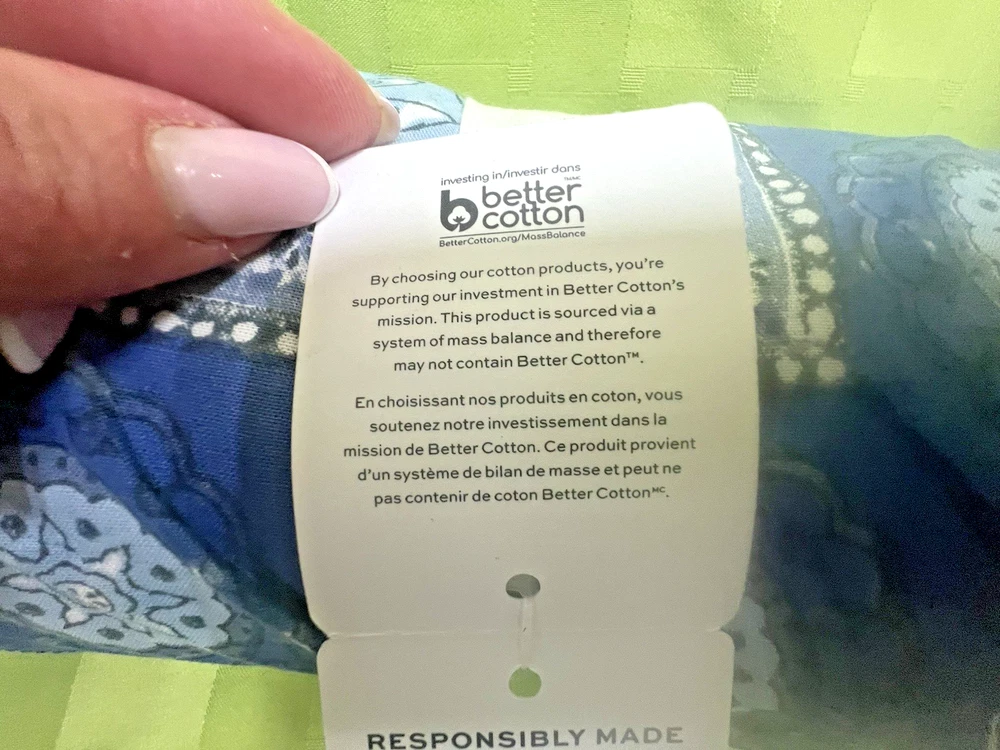 investing in/investir dans
better
cotton
BetterCotton.org/MassBalance
By choosing our cotton products, you're
supporting our investment in Better Cotton's
mission. This product is sourced via a
system of mass balance and therefore
may not contain Better Cotton™.
En choisissant nos produits en coton, vous
soutenez notre investissement dans la
mission de Better Cotton. Ce produit provient
d'un système de bilan de masse et peut ne
pas contenir de coton Better Cottonᴹᶜ.
RESPONSIBLY MADE